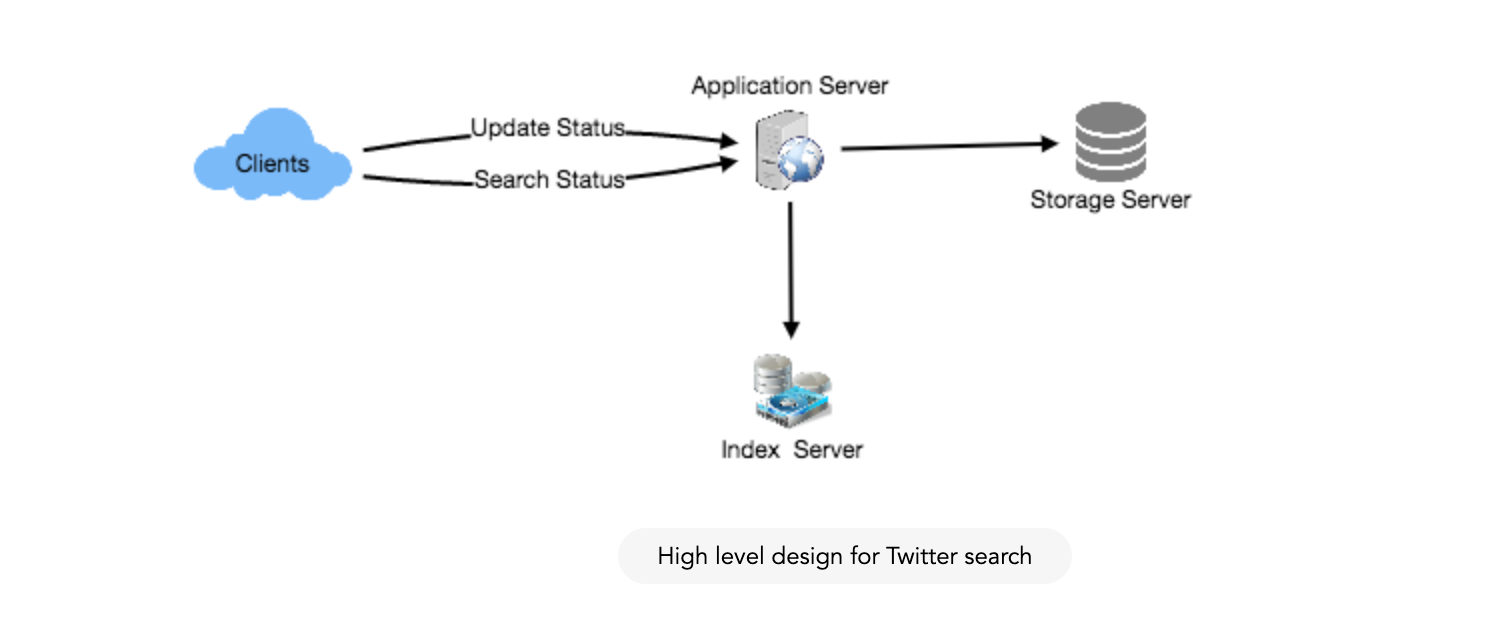 Application Server
Update Status
Clients
Search Status
Storage Server
Index Server
High level design for Twitter search